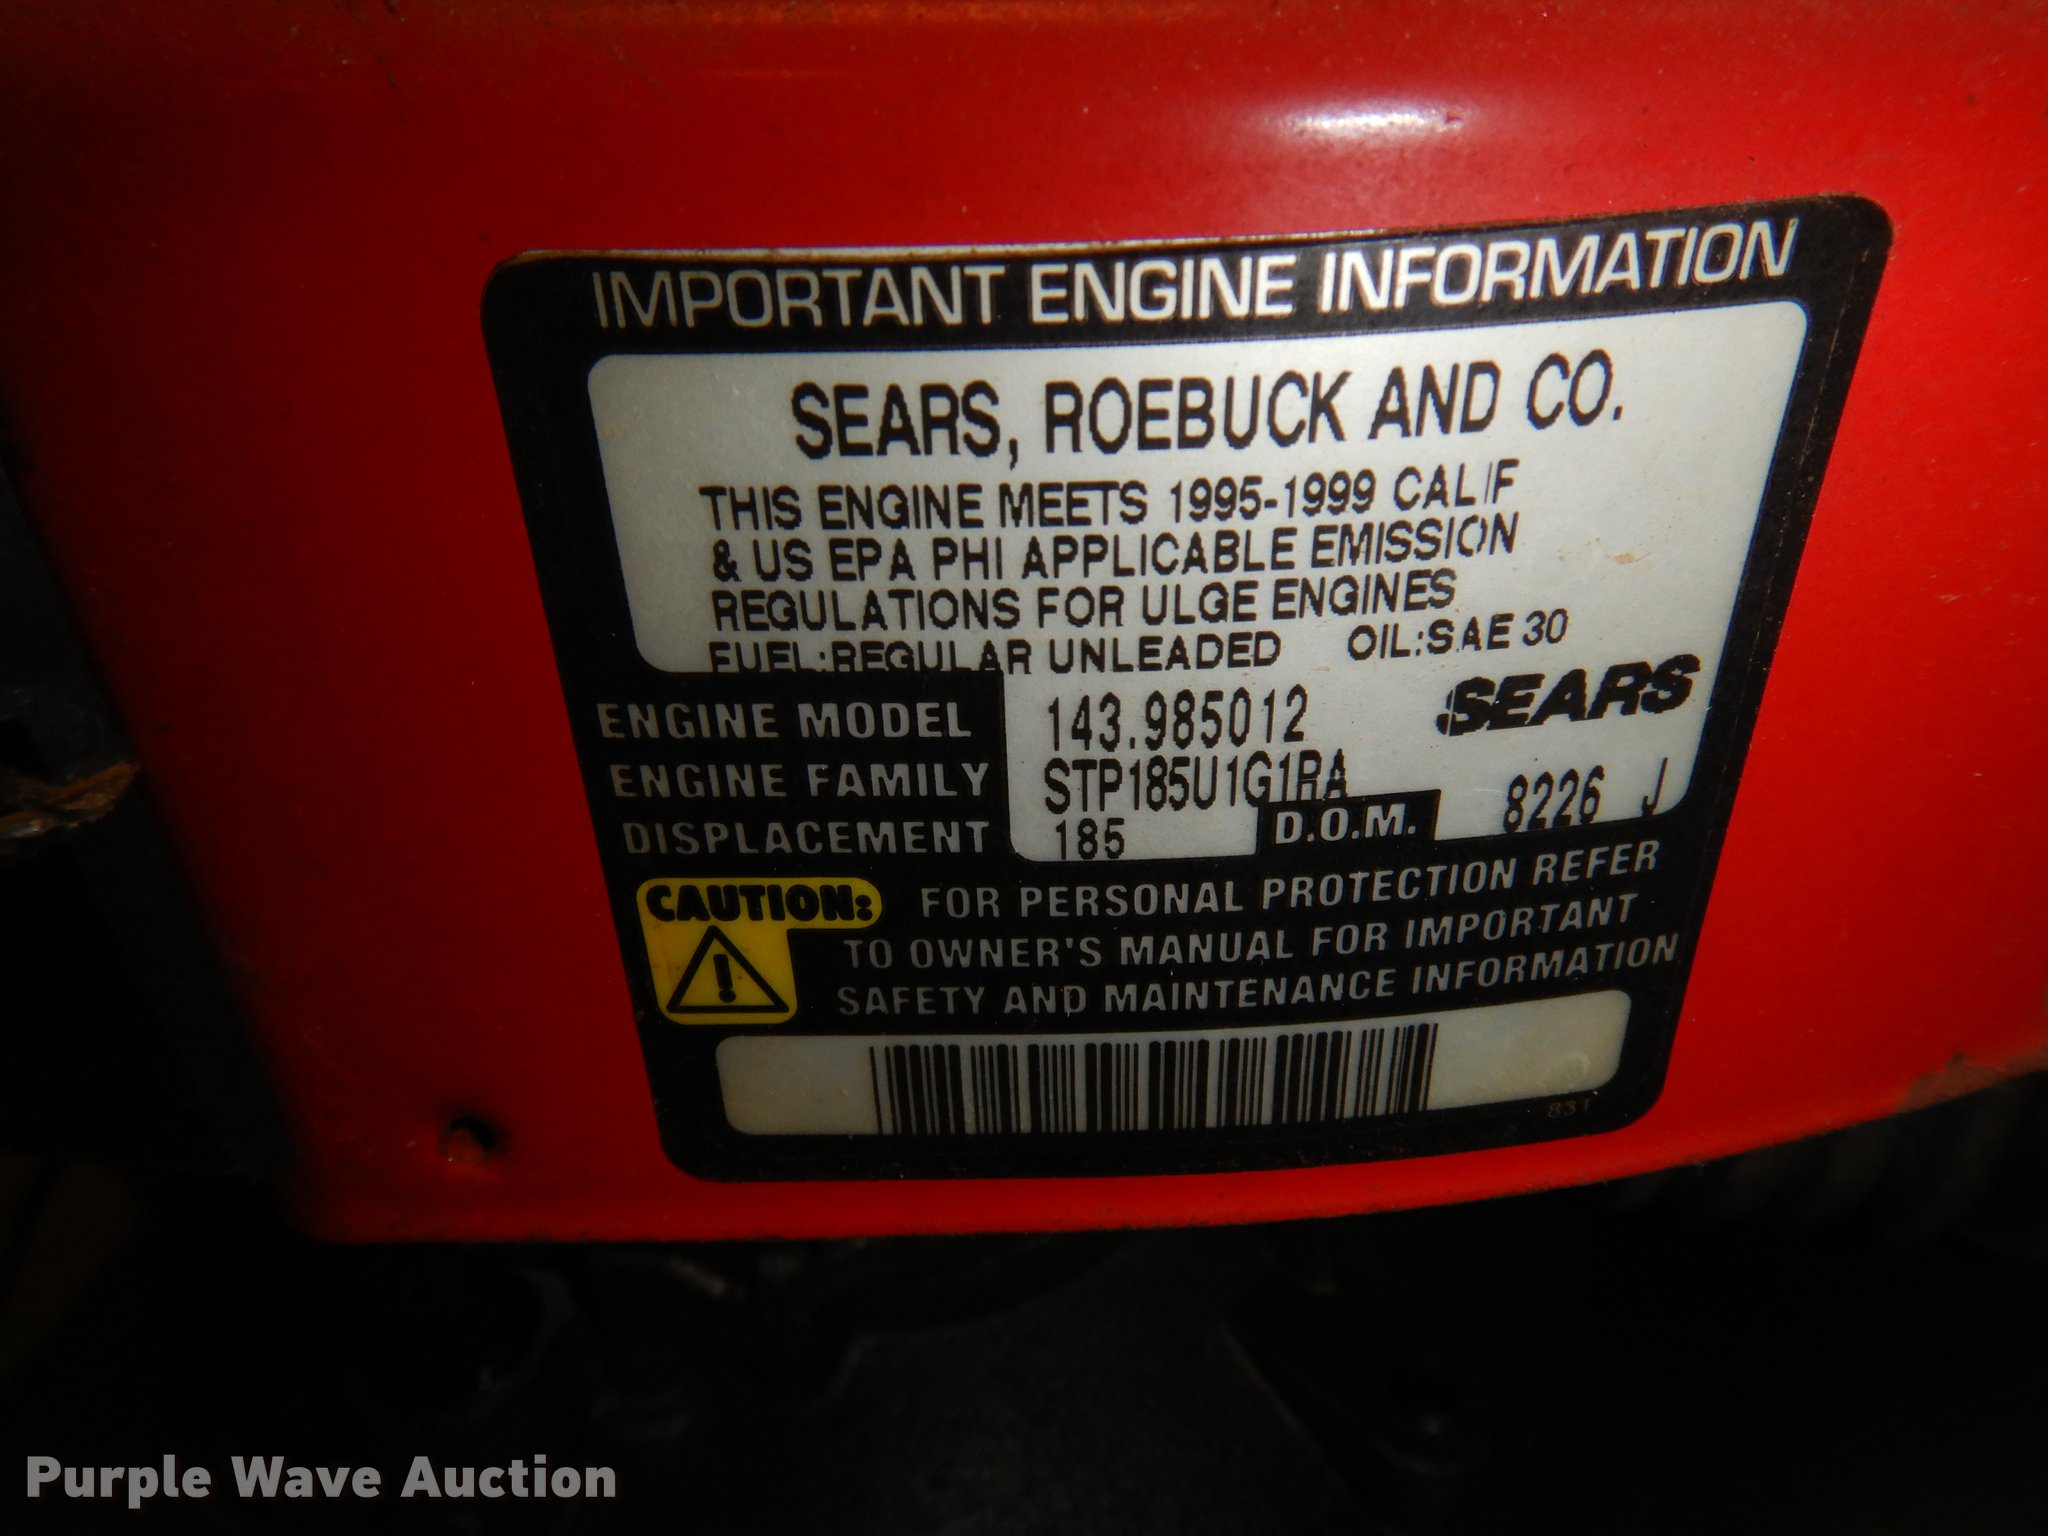 IMPORTANT ENGINE INFORMATION
SEARS, ROEBUCK AND CO.
THIS ENGINE MEETS 1995-1999 CALIF
& US EPA PHI APPLICABLE EMISSION
REGULATIONS FOR ULGE ENGINES
FUEL:REGULAR UNLEADED OIL:SAE 30
ENGINE MODEL 143.985012 SEARS
ENGINE FAMILY STP185U1G1RA
DISPLACEMENT 185 D.O.M. 8226 J
CAUTION: FOR PERSONAL PROTECTION REFER
TO OWNER'S MANUAL FOR IMPORTANT
SAFETY AND MAINTENANCE INFORMATION
831
Purple Wave Auction